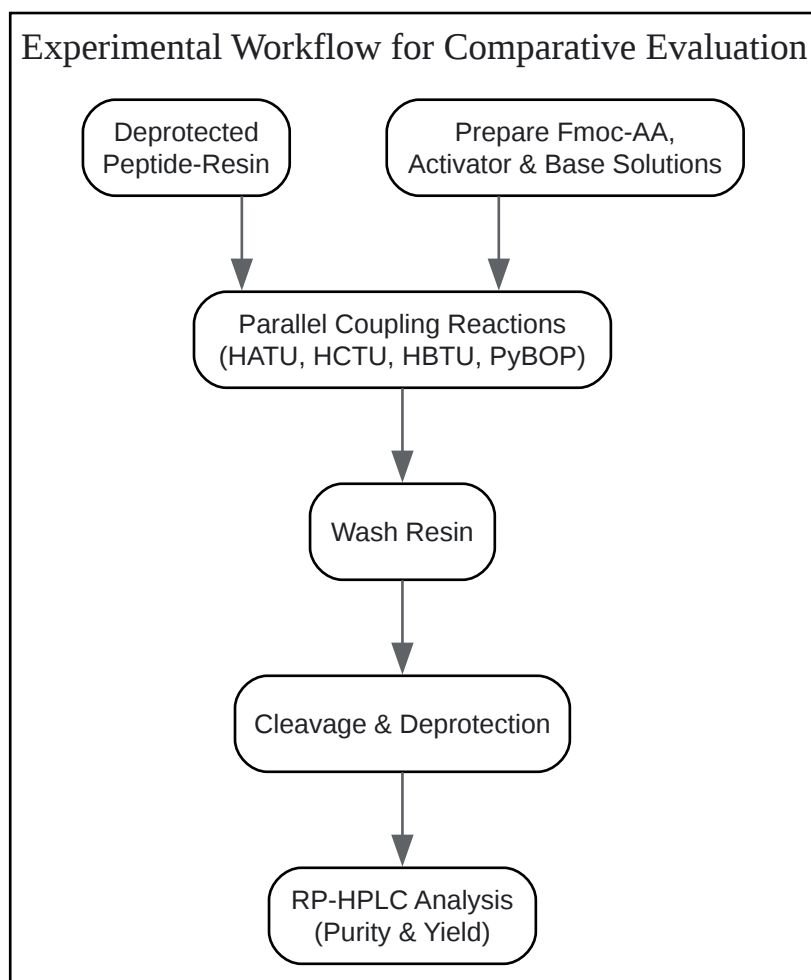 Experimental Workflow for Comparative Evaluation
Deprotected
Peptide-Resin
Prepare Fmoc-AA,
Activator & Base Solutions
Parallel Coupling Reactions
(HATU, HCTU, HBTU, PyBOP)
Wash Resin
Cleavage & Deprotection
RP-HPLC Analysis
(Purity & Yield)